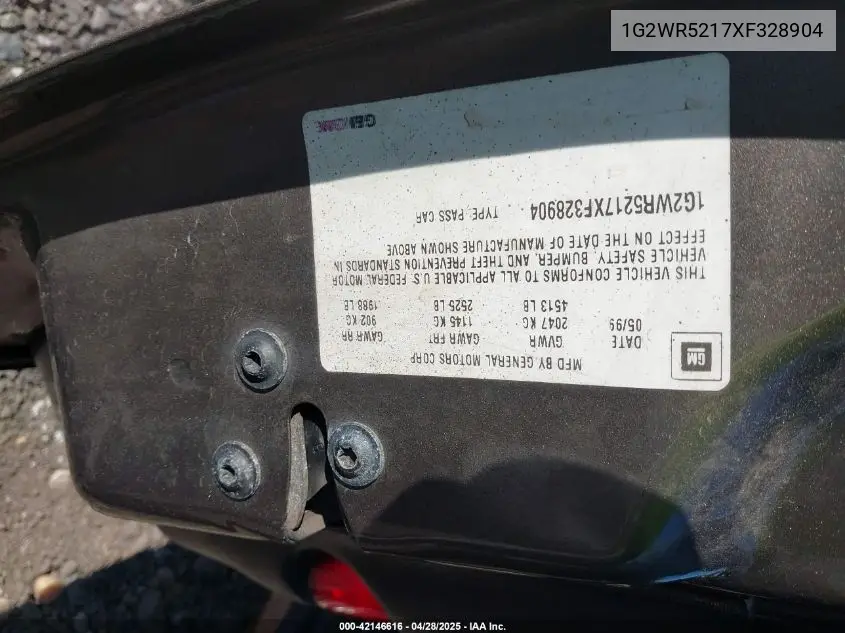 1G2WR5217XF328904
MFD BY GENERAL MOTORS CORP
DATE GVWR GAWR FRT GAWR RR
05/99 2047 KG 1145 KG 902 KG
4513 LB 2525 LB 1988 LB
THIS VEHICLE CONFORMS TO ALL APPLICABLE U.S. FEDERAL MOTOR
VEHICLE SAFETY, BUMPER, AND THEFT PREVENTION STANDARDS IN
EFFECT ON THE DATE OF MANUFACTURE SHOWN ABOVE
1G2WR5217XF328904 TYPE: PASS CAR
GM
000-42146616 - 04/28/2025 - IAA Inc.